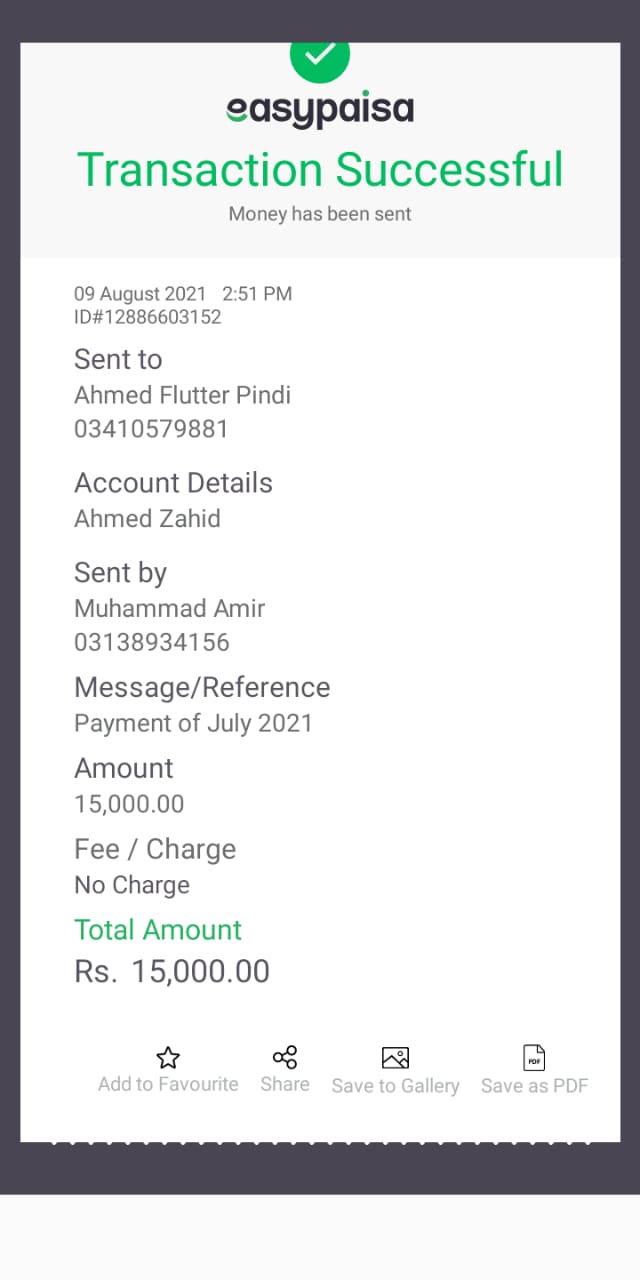 easypaisa
Transaction Successful
Money has been sent
09 August 2021 2:51 PM
ID#12886603152
Sent to
Ahmed Flutter Pindi
03410579881
Account Details
Ahmed Zahid
Sent by
Muhammad Amir
03138934156
Message/Reference
Payment of July 2021
Amount
15,000.00
Fee / Charge
No Charge
Total Amount
Rs. 15,000.00
PDF
Add to Favourite Share Save to Gallery Save as PDF